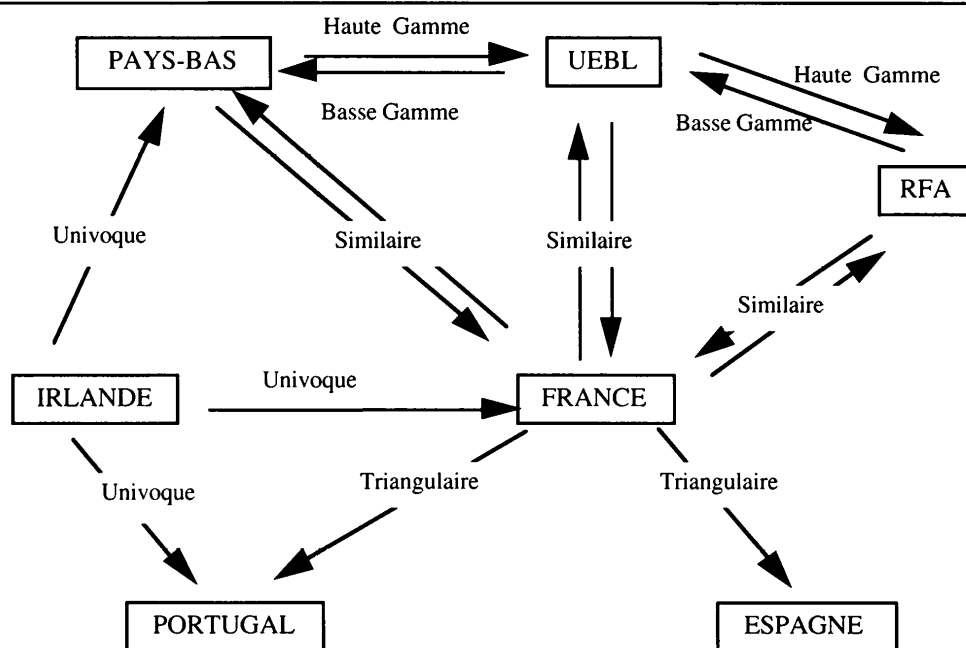 Haute Gamme
PAYS-BAS
UEBL
Haute Gamme
Basse Gamme
Basse Gamme
RFA
Univoque
Similaire
Similaire
Similaire
Univoque
IRLANDE
FRANCE
Univoque
Triangulaire
Triangulaire
PORTUGAL
ESPAGNE